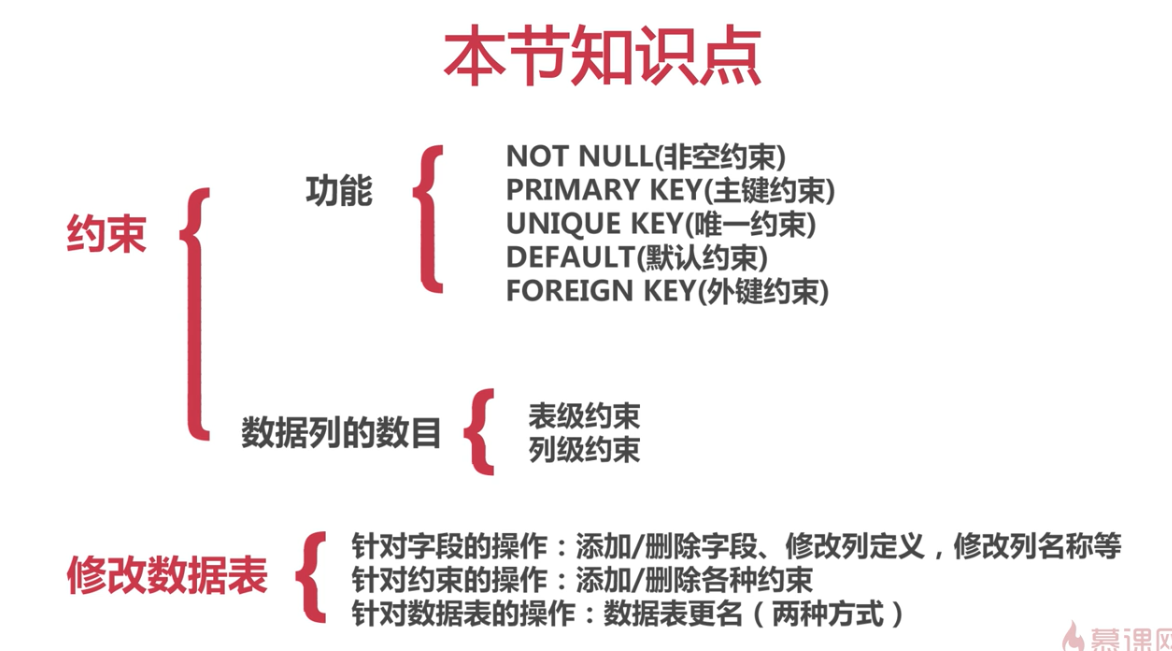 本节知识点
约束
功能
NOT NULL(非空约束)
PRIMARY KEY(主键约束)
UNIQUE KEY(唯一约束)
DEFAULT(默认约束)
FOREIGN KEY(外键约束)
数据列的数目
表级约束
列级约束
修改数据表
针对字段的操作：添加/删除字段、修改列定义，修改列名称等
针对约束的操作：添加/删除各种约束
针对数据表的操作：数据表更名（两种方式）
慕课网